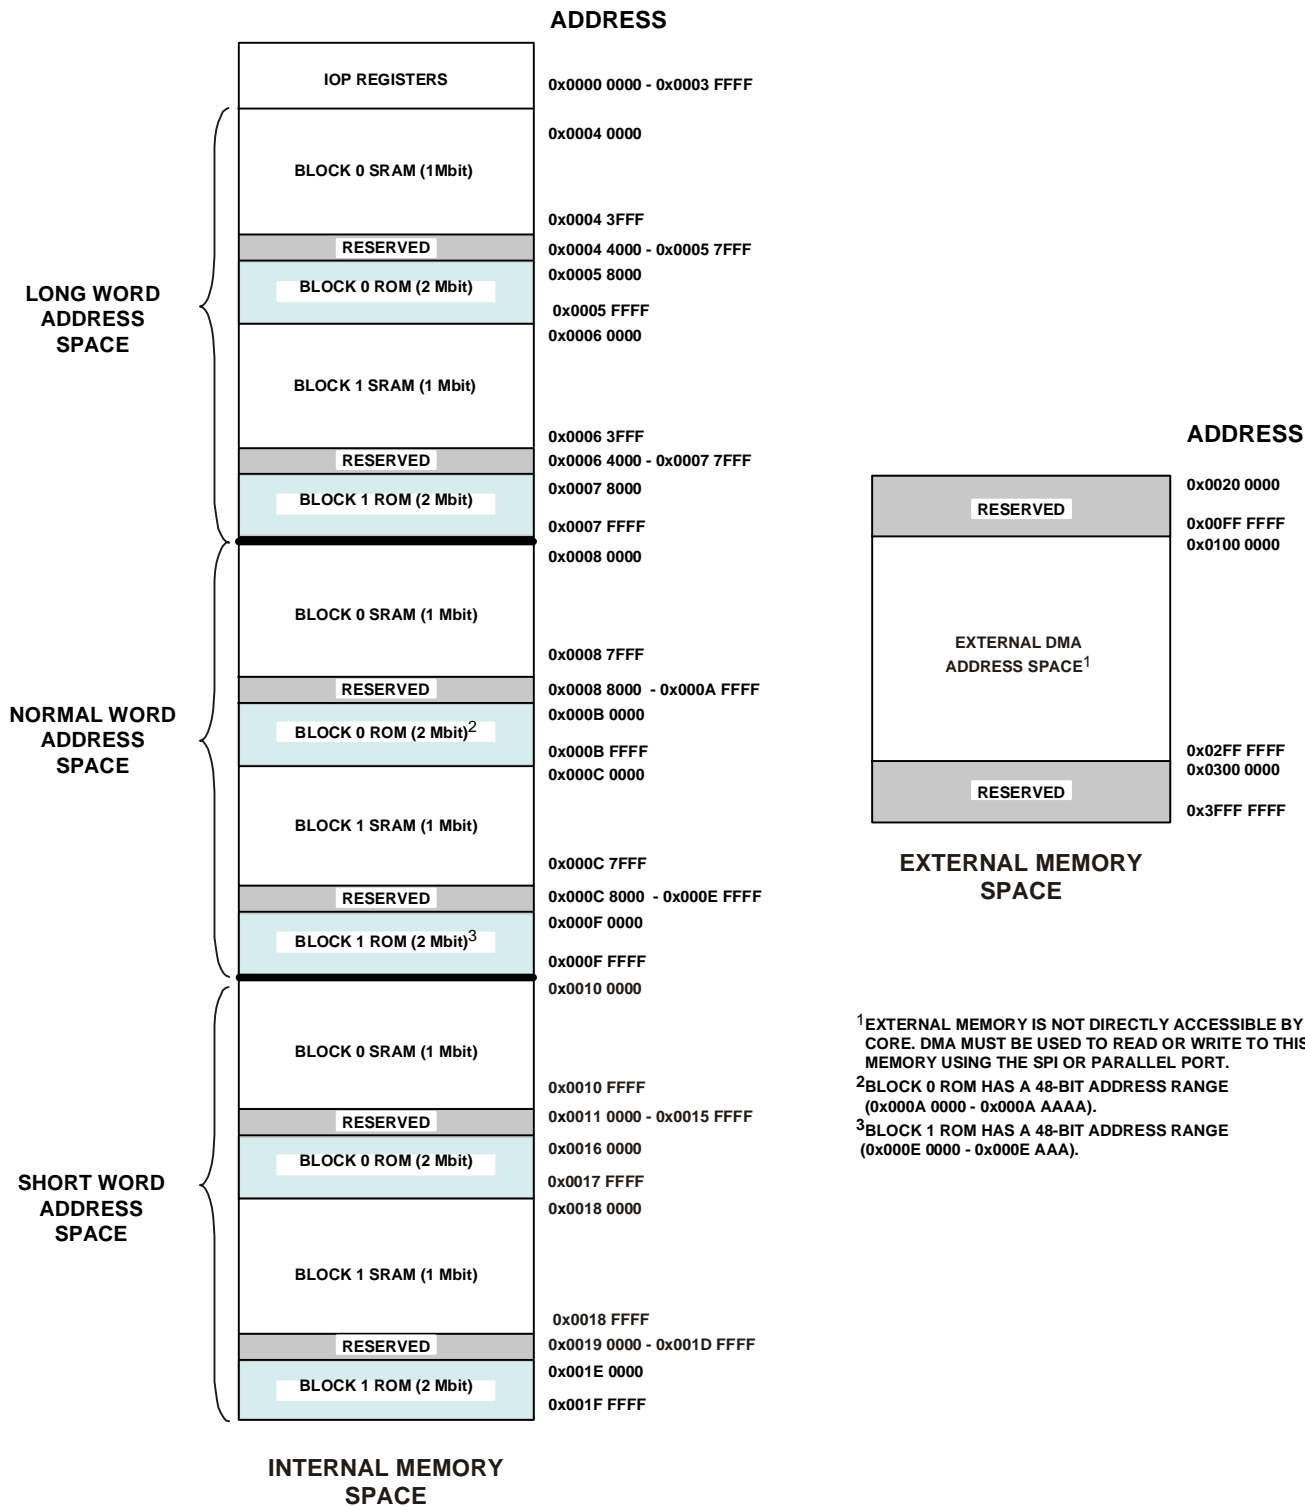 ADDRESS
IOP REGISTERS
0x0000 0000 - 0x0003 FFFF
0x0004 0000
BLOCK 0 SRAM (1Mbit)
0x0004 3FFF
RESERVED
0x0004 4000 - 0x0005 7FFF
0x0005 8000
BLOCK 0 ROM (2 Mbit)
0x0005 FFFF
LONG WORD
ADDRESS
SPACE
0x0006 0000
BLOCK 1 SRAM (1 Mbit)
0x0006 3FFF
RESERVED
0x0006 4000 - 0x0007 7FFF
0x0007 8000
BLOCK 1 ROM (2 Mbit)
0x0007 FFFF
0x0008 0000
BLOCK 0 SRAM (1 Mbit)
0x0008 7FFF
RESERVED
0x0008 8000 - 0x000A FFFF
0x000B 0000
BLOCK 0 ROM (2 Mbit)2
0x000B FFFF
NORMAL WORD
ADDRESS
SPACE
0x000C 0000
BLOCK 1 SRAM (1 Mbit)
0x000C 7FFF
RESERVED
0x000C 8000 - 0x000E FFFF
0x000F 0000
BLOCK 1 ROM (2 Mbit)3
0x000F FFFF
0x0010 0000
BLOCK 0 SRAM (1 Mbit)
0x0010 FFFF
RESERVED
0x0011 0000 - 0x0015 FFFF
0x0016 0000
BLOCK 0 ROM (2 Mbit)
0x0017 FFFF
SHORT WORD
ADDRESS
SPACE
0x0018 0000
BLOCK 1 SRAM (1 Mbit)
0x0018 FFFF
RESERVED
0x0019 0000 - 0x001D FFFF
0x001E 0000
BLOCK 1 ROM (2 Mbit)
0x001F FFFF
INTERNAL MEMORY
SPACE
ADDRESS
0x0020 0000
RESERVED
0x00FF FFFF
0x0100 0000
EXTERNAL DMA
ADDRESS SPACE1
0x02FF FFFF
0x0300 0000
RESERVED
0x3FFF FFFF
EXTERNAL MEMORY
SPACE
1EXTERNAL MEMORY IS NOT DIRECTLY ACCESSIBLE BY
CORE. DMA MUST BE USED TO READ OR WRITE TO THIS
MEMORY USING THE SPI OR PARALLEL PORT.
2BLOCK 0 ROM HAS A 48-BIT ADDRESS RANGE
(0x000A 0000 - 0x000A AAAA).
3BLOCK 1 ROM HAS A 48-BIT ADDRESS RANGE
(0x000E 0000 - 0x000E AAA).